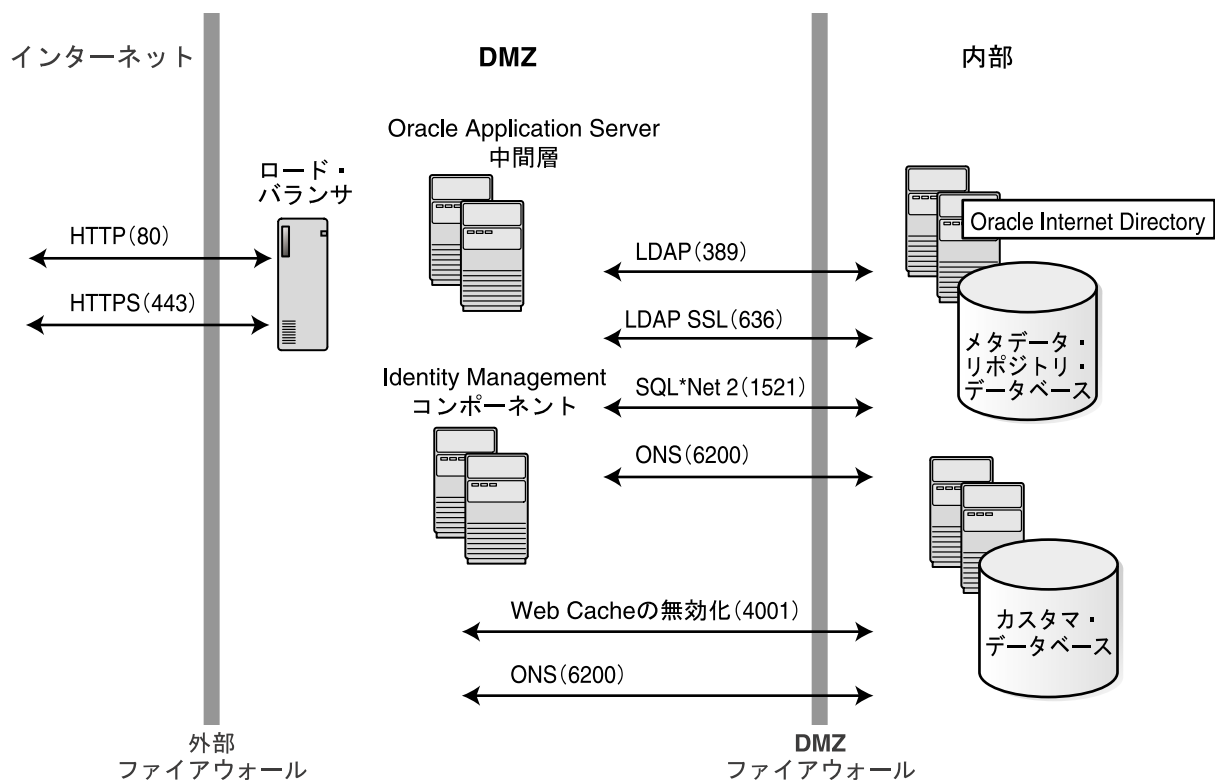 インターネット
DMZ
内部
Oracle Application Server
中間層
ロード・
バランサ
HTTP(80)
HTTPS(443)
LDAP(389)
LDAP SSL(636)
SQL*Net 2(1521)
ONS(6200)
Oracle Internet Directory
メタデータ・
リポジトリ・
データベース
Identity Management
コンポーネント
Web Cacheの無効化(4001)
ONS(6200)
カスタマ・
データベース
外部
ファイアウォール
DMZ
ファイアウォール